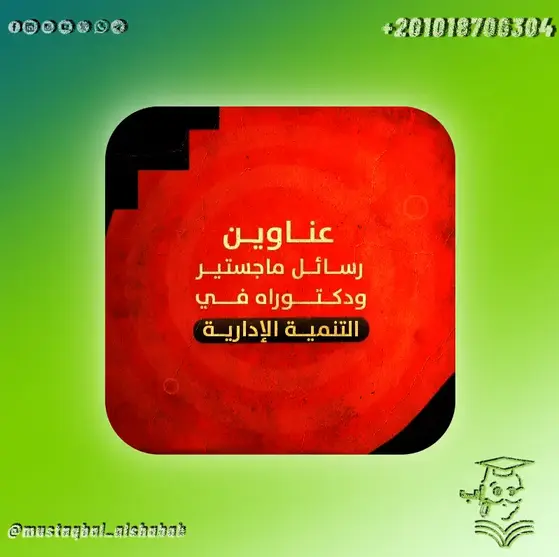 +201018706304
عناوين
رسائل ماجستير
ودكتوراه في
التنمية الإدارية
@mustaqbal_alshabab